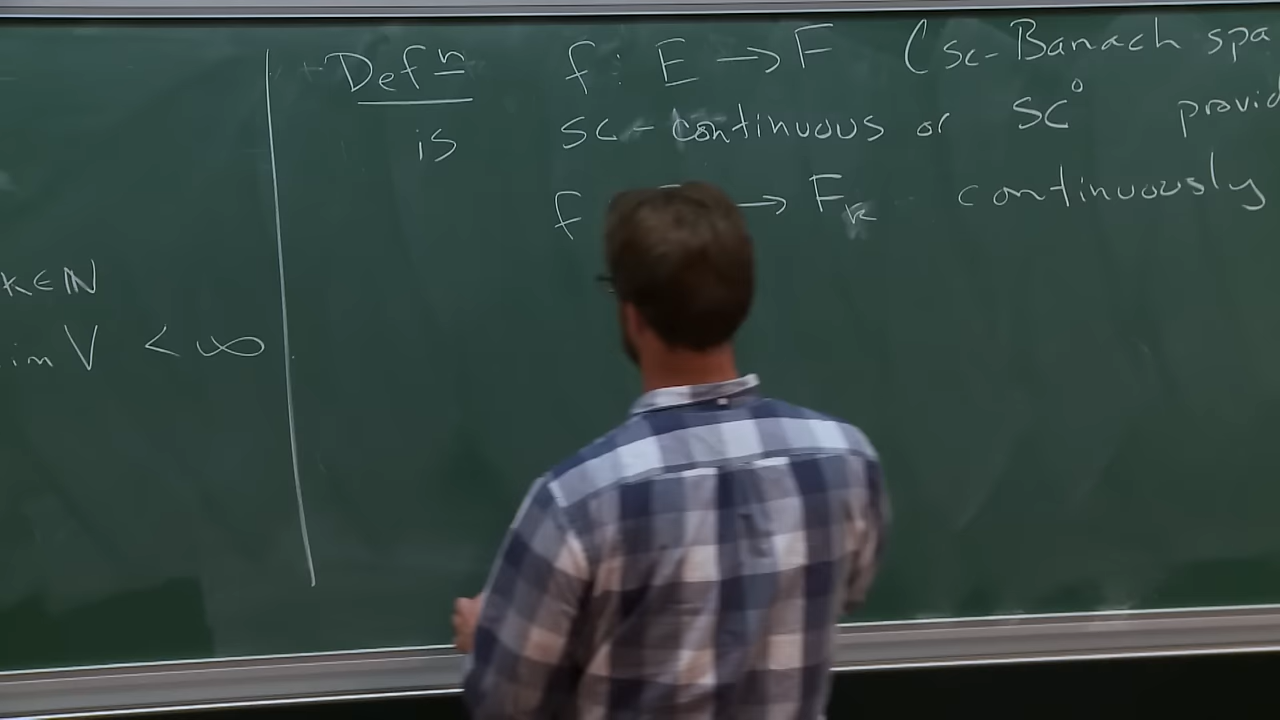 k∈ℕ
im V < ∞
Defⁿ f: E → F (sc-Banach spa
is sc-continuous or sc⁰ provid
f → F_k continuously